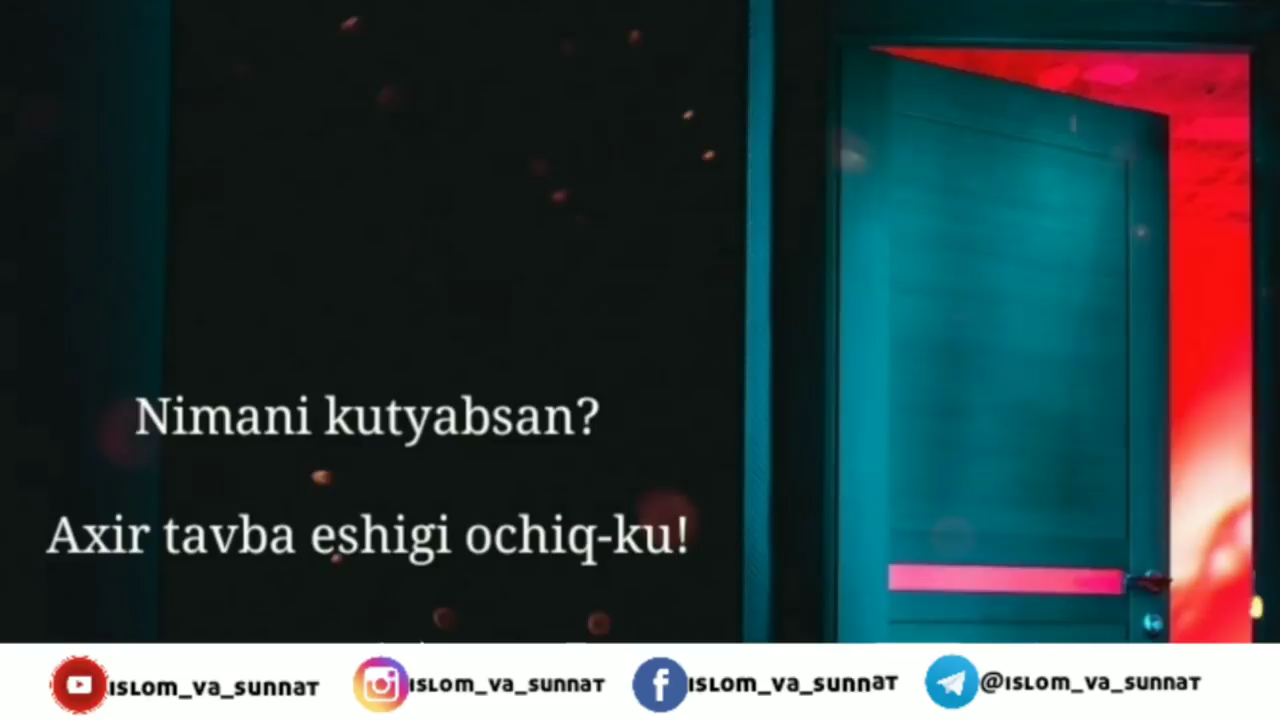 Nimani kutyabsan?
Axir tavba eshigi ochiq-ku!
ISLOM_VA_SUNNAT ISLOM_VA_SUNNAT ISLOM_VA_SUNNAT @ISLOM_VA_SUNNAT